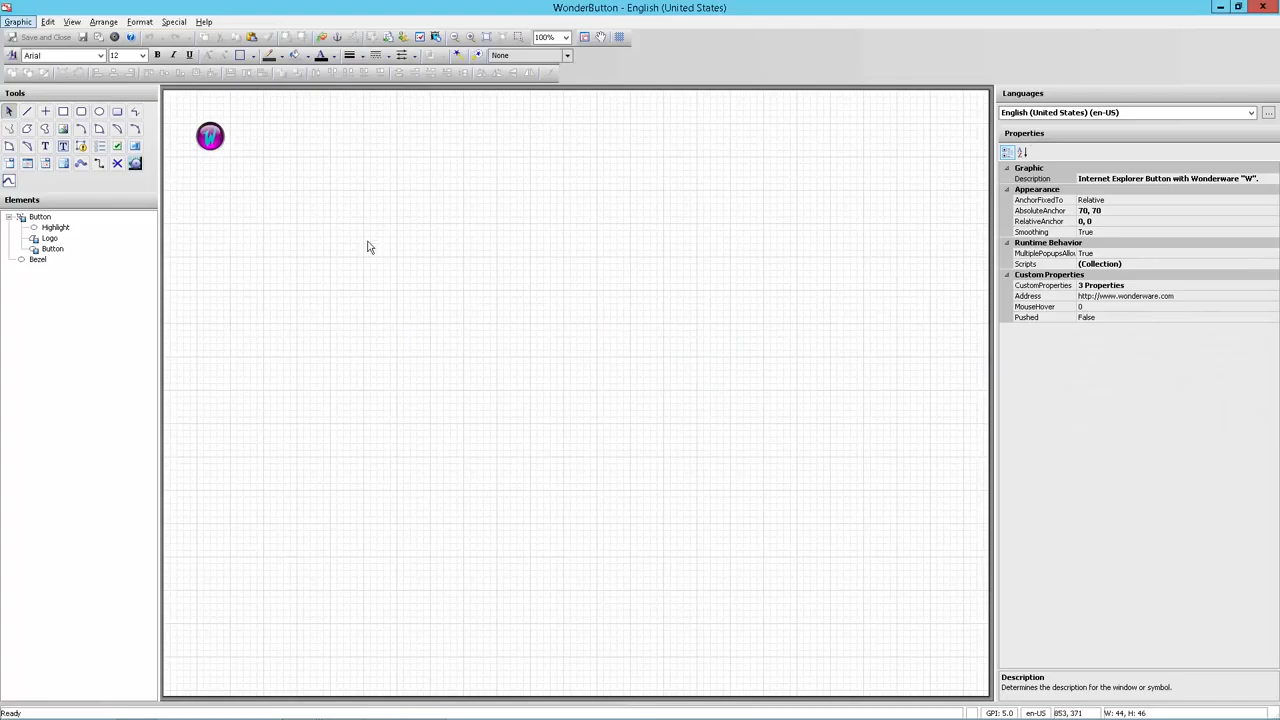 WonderButton - English (United States)
Graphic Edit View Arrange Format Special Help
Save and Close 100%
Arial 12 B I U A None
Tools
Elements
Button
Highlight
Logo
Button
Bezel
W
Languages
English (United States) (en-US)
Properties
Graphic
Description Internet Explorer Button with Wonderware "W".
Appearance
AnchorFixedTo Relative
AbsoluteAnchor 70, 70
RelativeAnchor 0, 0
Smoothing True
Runtime Behavior
MultiplePopupsAllo True
Scripts (Collection)
Custom Properties
CustomProperties 3 Properties
Address http://www.wonderware.com
MouseHover 0
Pushed False
Description
Determines the description for the window or symbol.
Ready GPI: 5.0 en-US 853, 371 W: 44, H: 46